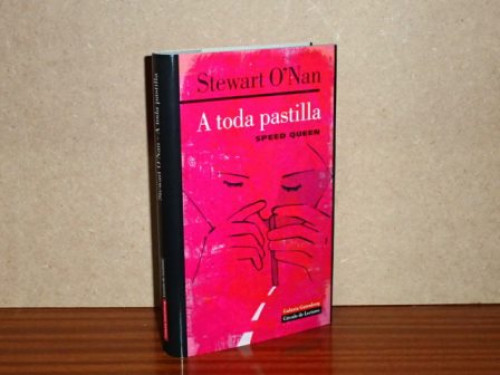 Stewart O'Nan
A toda pastilla
SPEED QUEEN
Galaxia Gutenberg
Círculo de Lectores
Stewart O'Nan - A toda pastilla